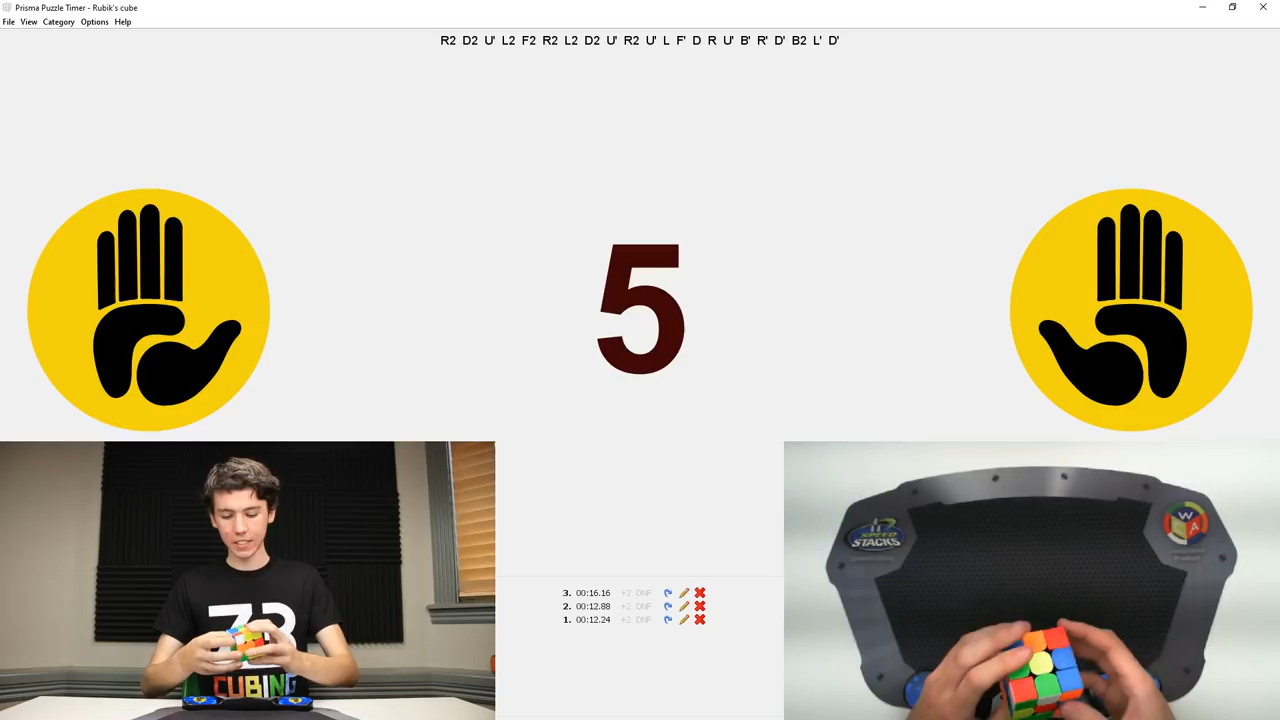 Prisma Puzzle Timer - Rubik's cube
File View Category Options Help
R2 D2 U' L2 F2 R2 L2 D2 U' R2 U' L F' D R U' B' R' D' B2 L' D'
5
3. 00:16.16 +2 DNF
2. 00:12.88 +2 DNF
1. 00:12.24 +2 DNF
CUBING
SPEED
STACKS
W
A